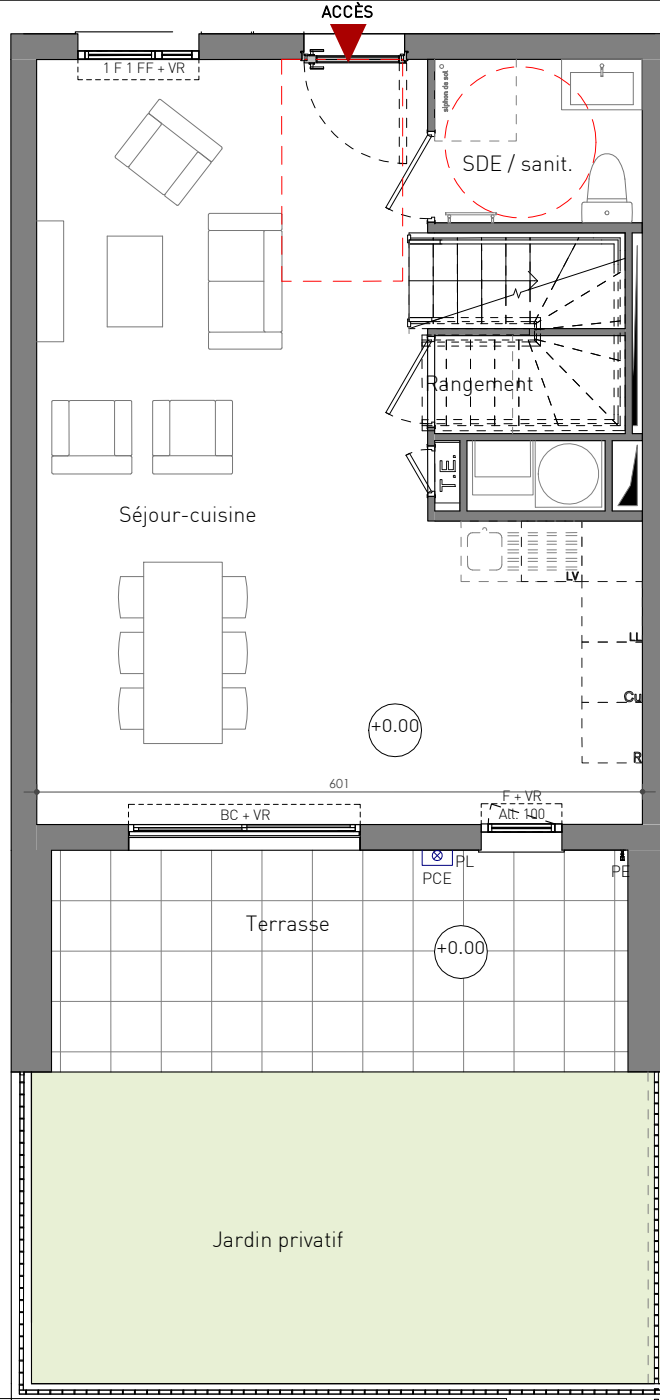 ACCÈS
1 F 1 FF + VR
siphon de sol
SDE / sanit.
Rangement
T.E.
Séjour-cuisine
LV
LL
Cu
+0.00
R
601
F + VR
BC + VR
All. 100
PL
PCE
PE
Terrasse
+0.00
Jardin privatif